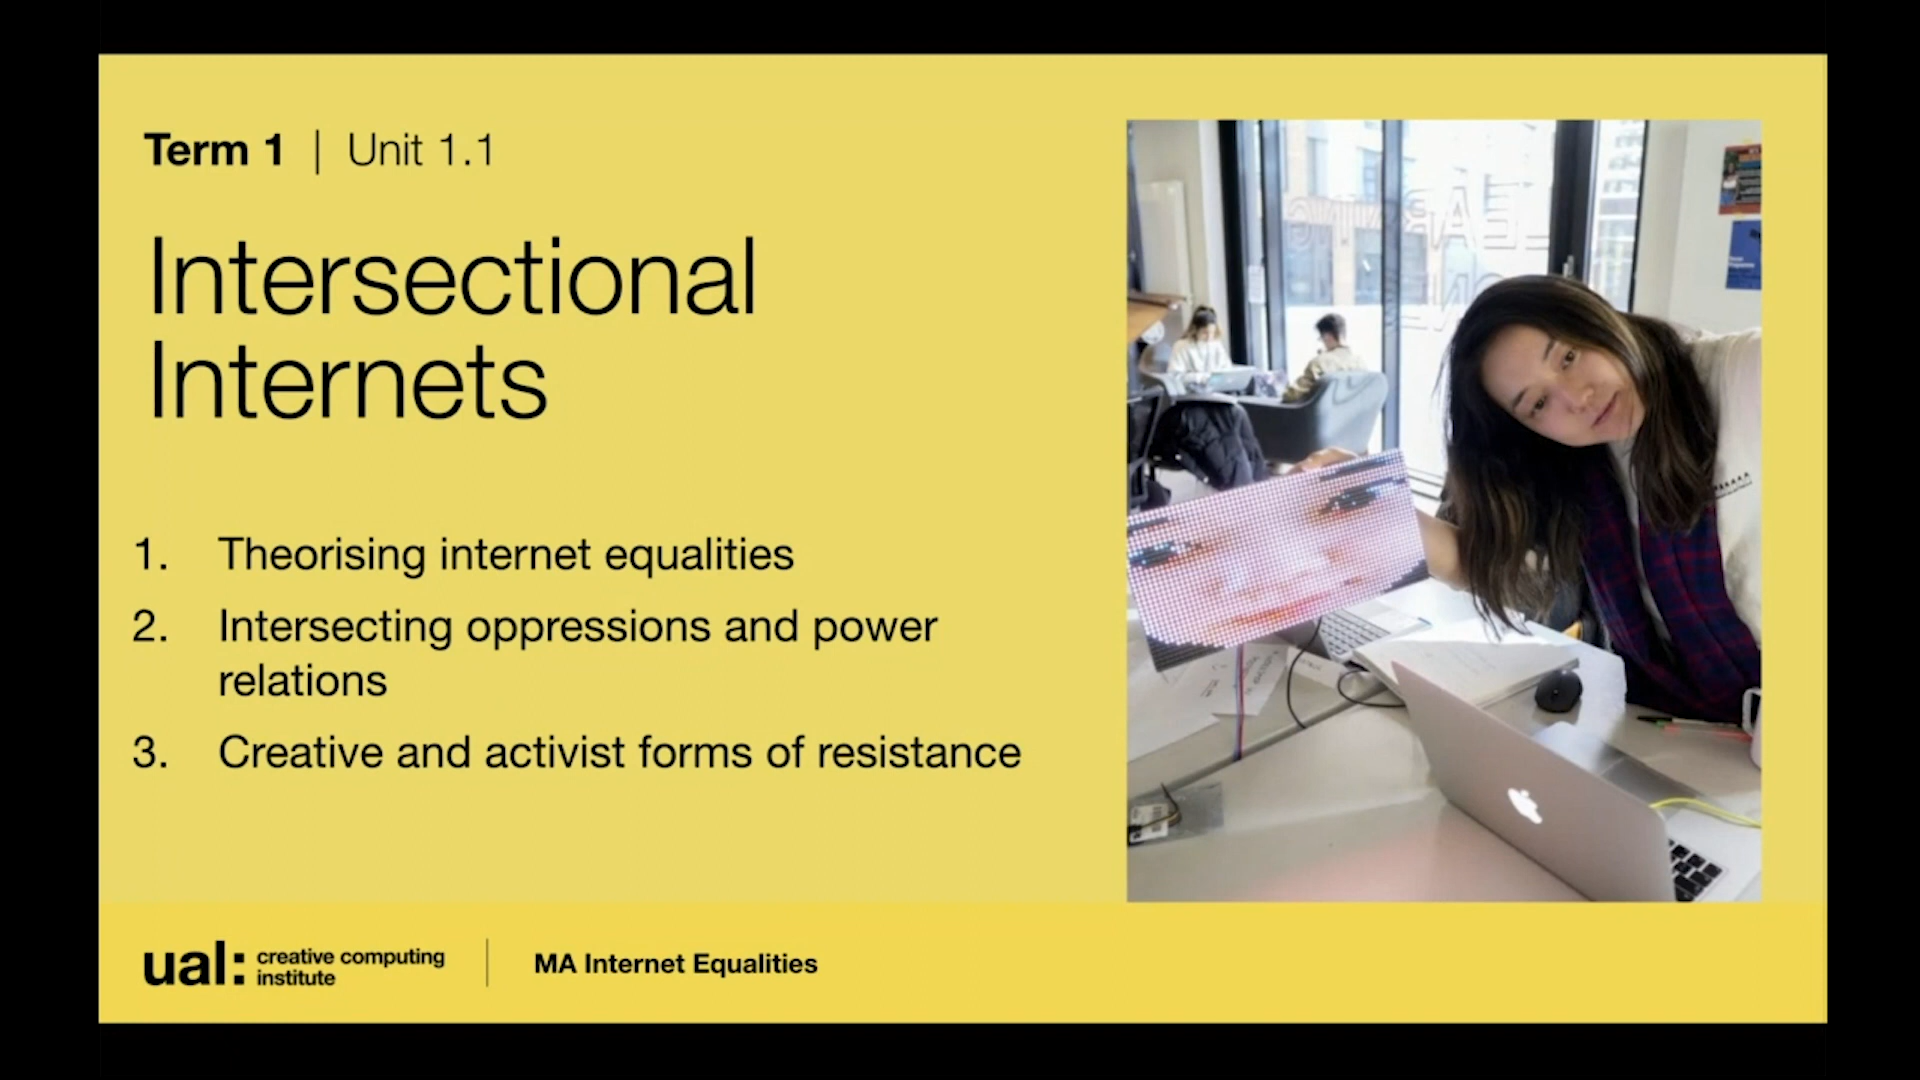 Term 1 | Unit 1.1
Intersectional
Internets
1. Theorising internet equalities
2. Intersecting oppressions and power
relations
3. Creative and activist forms of resistance
LEARNING
ual: creative computing
institute
MA Internet Equalities